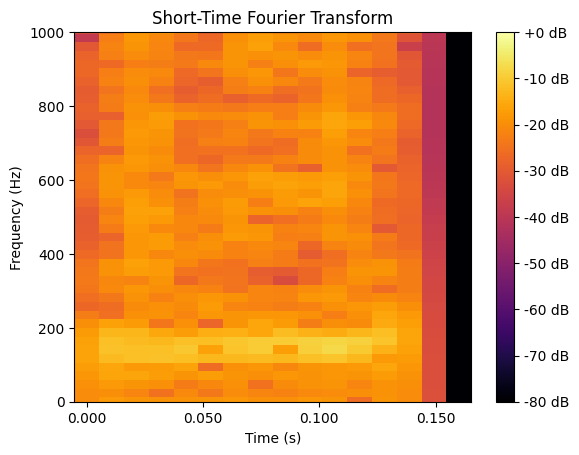 Short-Time Fourier Transform
1000
800
600
400
200
0
Frequency (Hz)
0.000
0.050
0.100
0.150
Time (s)
+0 dB
-10 dB
-20 dB
-30 dB
-40 dB
-50 dB
-60 dB
-70 dB
-80 dB